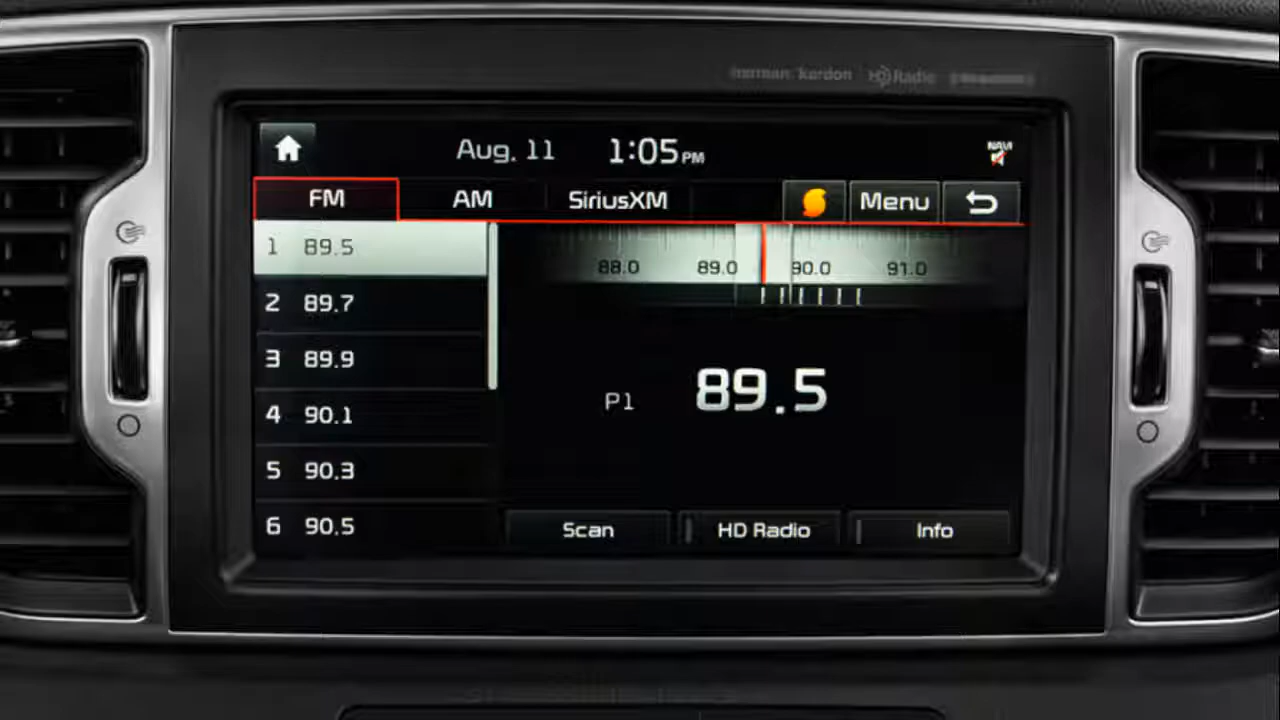 harman/kardon HD Radio
Aug. 11 1:05 PM NAVI
FM AM SiriusXM Menu
1 89.5
2 89.7
3 89.9
4 90.1
5 90.3
6 90.5
88.0 89.0 90.0 91.0
P1 89.5
Scan HD Radio Info